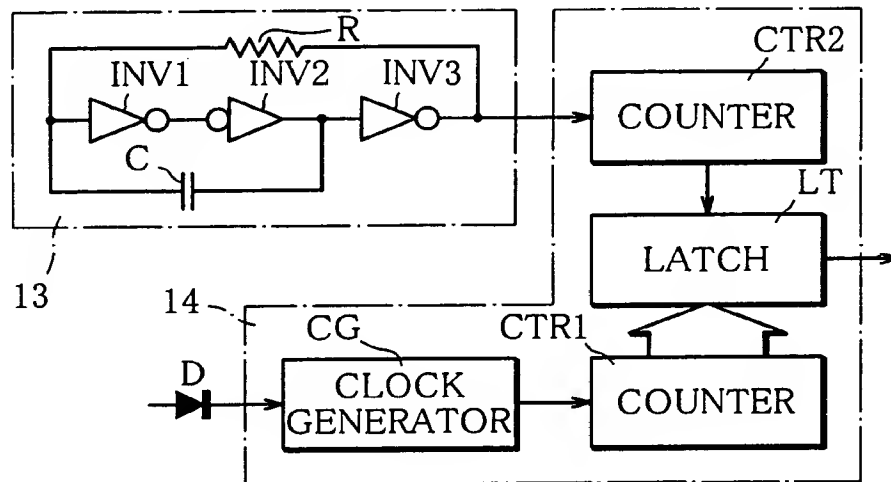 R
INV1
INV2
INV3
C
13
CTR2
COUNTER
LT
LATCH
14
CG
CTR1
D
CLOCK
GENERATOR
COUNTER